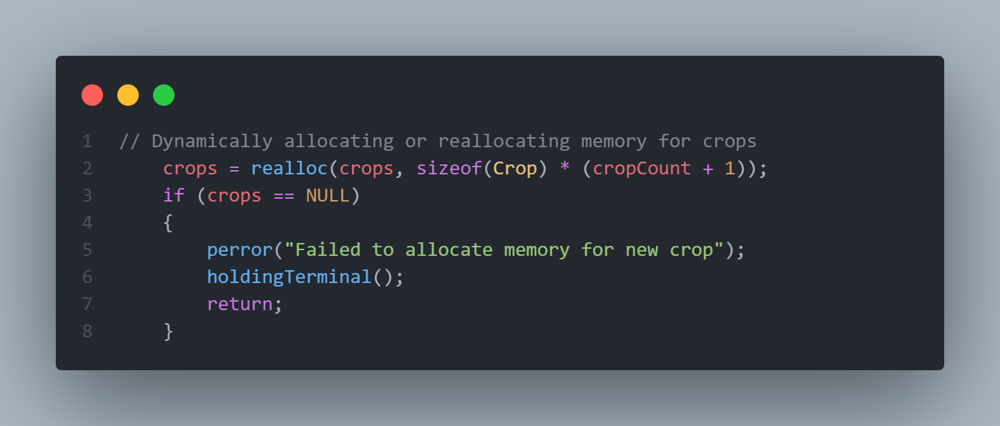 1 // Dynamically allocating or reallocating memory for crops
2     crops = realloc(crops, sizeof(Crop) * (cropCount + 1));
3     if (crops == NULL)
4     {
5         perror("Failed to allocate memory for new crop");
6         holdingTerminal();
7         return;
8     }